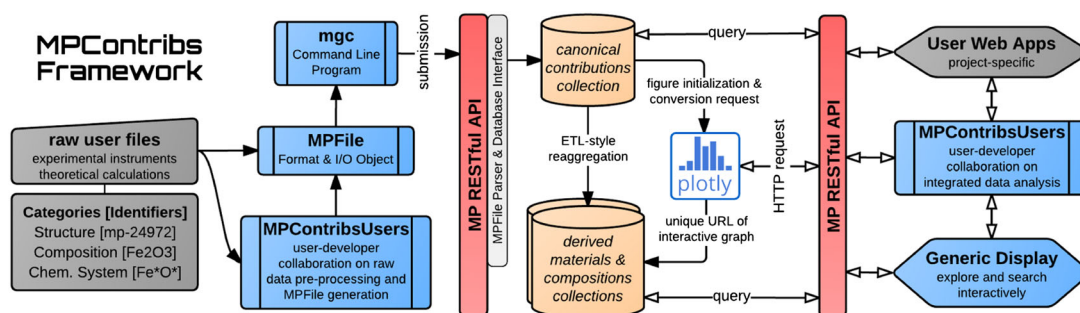 MPContribs
Framework
raw user files
experimental instruments
theoretical calculations
Categories [Identifiers]
Structure [mp-24972]
Composition [Fe2O3]
Chem. System [Fe*O*]
mgc
Command Line
Program
MPFile
Format & I/O Object
MPContribsUsers
user-developer
collaboration on raw
data pre-processing and
MPFile generation
submission
MP RESTful API
MPFile Parser & Database Interface
canonical
contributions
collection
ETL-style
reaggregation
derived
materials &
compositions
collections
query
figure initialization &
conversion request
plotly
unique URL of
interactive graph
query
HTTP request
MP RESTful API
User Web Apps
project-specific
MPContribsUsers
user-developer
collaboration on
integrated data analysis
Generic Display
explore and search
interactively